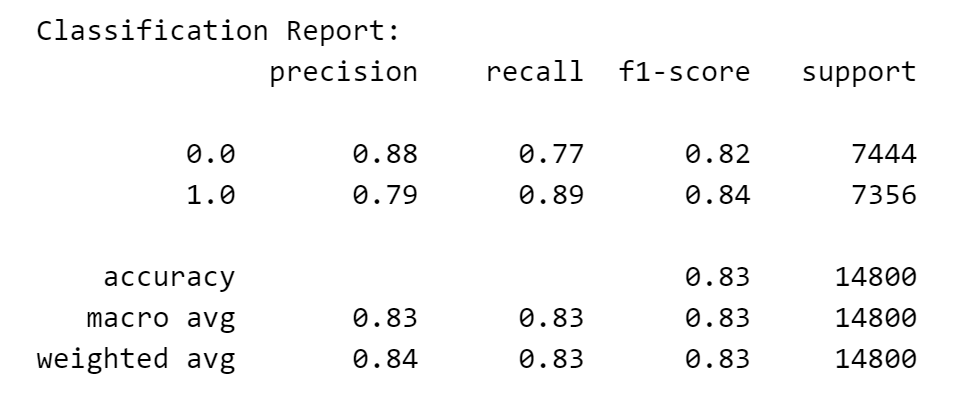 Classification Report:
precision recall f1-score support
0.0 0.88 0.77 0.82 7444
1.0 0.79 0.89 0.84 7356
accuracy 0.83 14800
macro avg 0.83 0.83 0.83 14800
weighted avg 0.84 0.83 0.83 14800